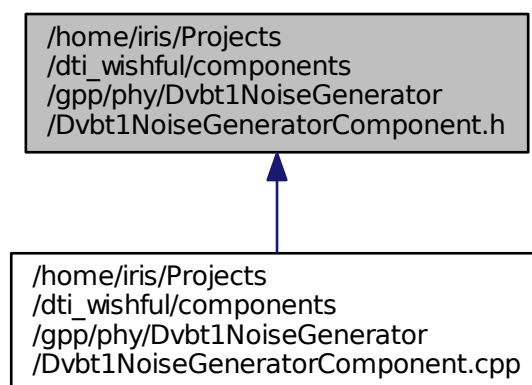 /home/iris/Projects
/dti_wishful/components
/gpp/phy/Dvbt1NoiseGenerator
/Dvbt1NoiseGeneratorComponent.h
/home/iris/Projects
/dti_wishful/components
/gpp/phy/Dvbt1NoiseGenerator
/Dvbt1NoiseGeneratorComponent.cpp